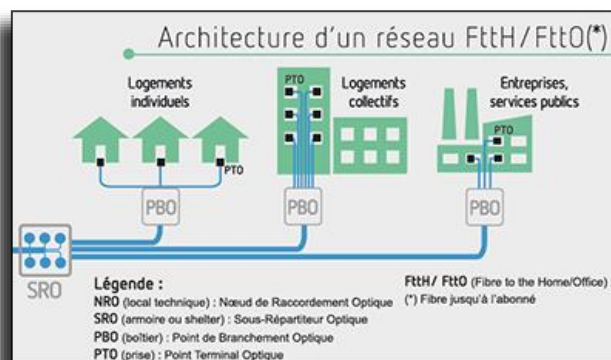 Architecture d'un réseau FttH/FttO(*)
Logements
individuels
PTO
Logements
collectifs
Entreprises,
services publics
PTO
PTO
PBO
PBO
PBO
SRO
Légende :
NRO (local technique) : Nœud de Raccordement Optique
SRO (armoire ou shelter) : Sous-Répartiteur Optique
PBO (boîtier) : Point de Branchement Optique
PTO (prise) : Point Terminal Optique
FttH/ FttO (Fibre to the Home/Office)
(*) Fibre jusqu'à l'abonné